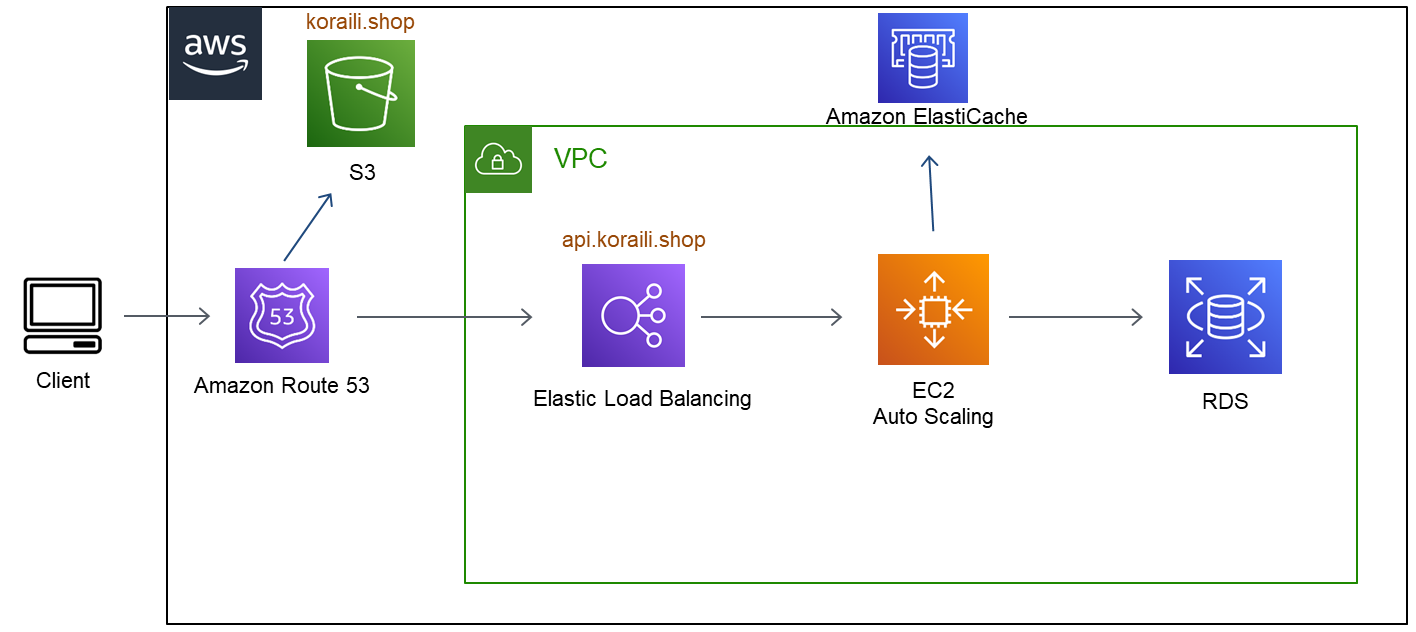 aws
koraili.shop
S3
Amazon ElastiCache
VPC
api.koraili.shop
53
Client
Amazon Route 53
Elastic Load Balancing
EC2
Auto Scaling
RDS